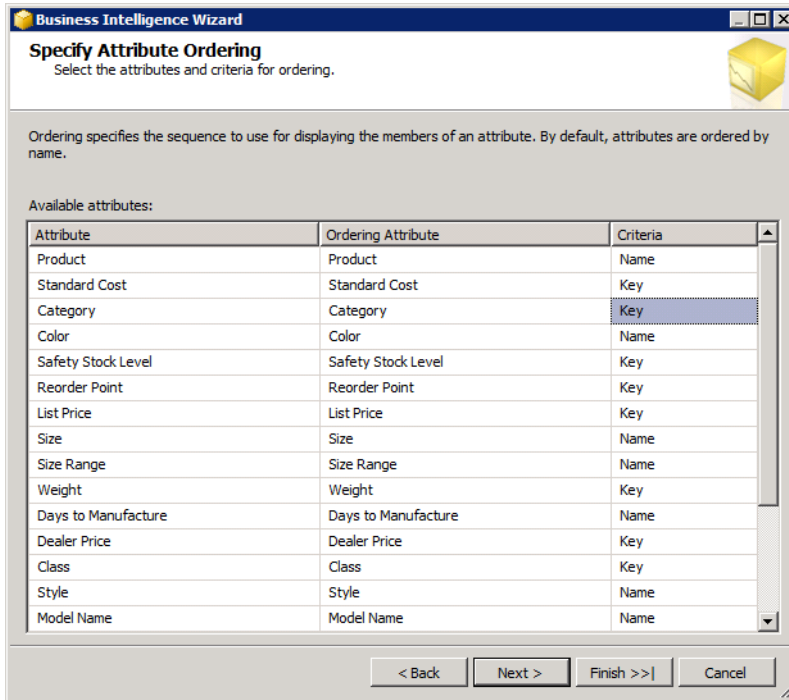 Business Intelligence Wizard
Specify Attribute Ordering
Select the attributes and criteria for ordering.
Ordering specifies the sequence to use for displaying the members of an attribute. By default, attributes are ordered by
name.
Available attributes:
Attribute Ordering Attribute Criteria
Product Product Name
Standard Cost Standard Cost Key
Category Category Key
Color Color Name
Safety Stock Level Safety Stock Level Key
Reorder Point Reorder Point Key
List Price List Price Key
Size Size Name
Size Range Size Range Name
Weight Weight Key
Days to Manufacture Days to Manufacture Name
Dealer Price Dealer Price Key
Class Class Key
Style Style Name
Model Name Model Name Name
< Back Next > Finish >>| Cancel